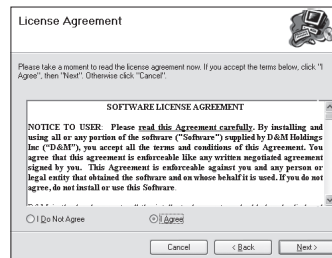 License Agreement
Please take a moment to read the license agreement now. If you accept the terms below, click "I
Agree", then "Next". Otherwise click "Cancel".
SOFTWARE LICENSE AGREEMENT
NOTICE TO USER: Please read this Agreement carefully. By installing and
using all or any portion of the software ("Software") supplied by D&M Holdings
Inc ("D&M"), you accept all the terms and conditions of this Agreement. You
agree that this agreement is enforceable like any written negotiated agreement
signed by you. This Agreement is enforceable against you and any person or
legal entity that obtained the software and on whose behalf it is used. If you do not
agree, do not install or use this Software.
I Do Not Agree
I Agree
Cancel
< Back
Next >